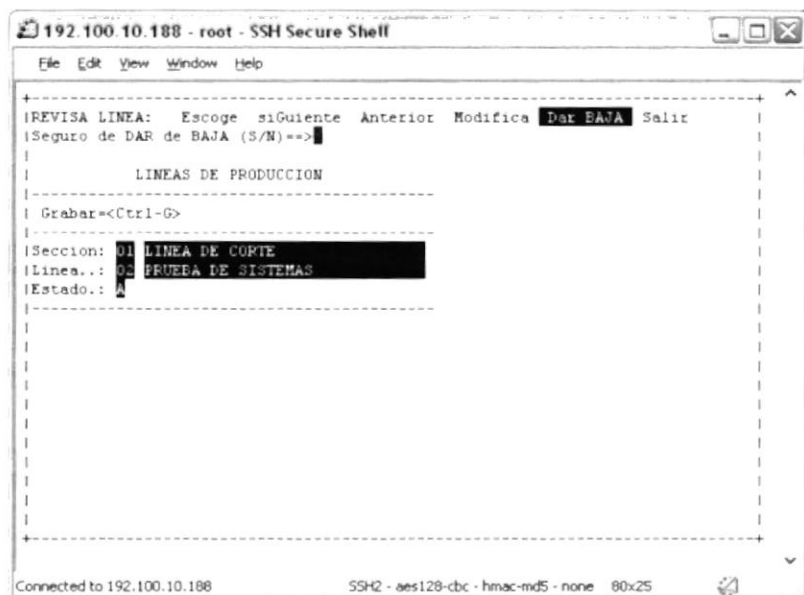 192.100.10.188 - root - SSH Secure Shell
File Edit View Window Help
REVISA LINEA: Escoge siGuiente Anterior Modifica Dar BAJA Salir
Seguro de DAR de BAJA (S/N)==>
LINEAS DE PRODUCCION
Grabar=<Ctrl-G>
Seccion: 01 LINEA DE CORTE
Linea..: 02 PRUEBA DE SISTEMAS
Estado.: A
Connected to 192.100.10.188 SSH2 - aes128-cbc - hmac-md5 - none 80x25